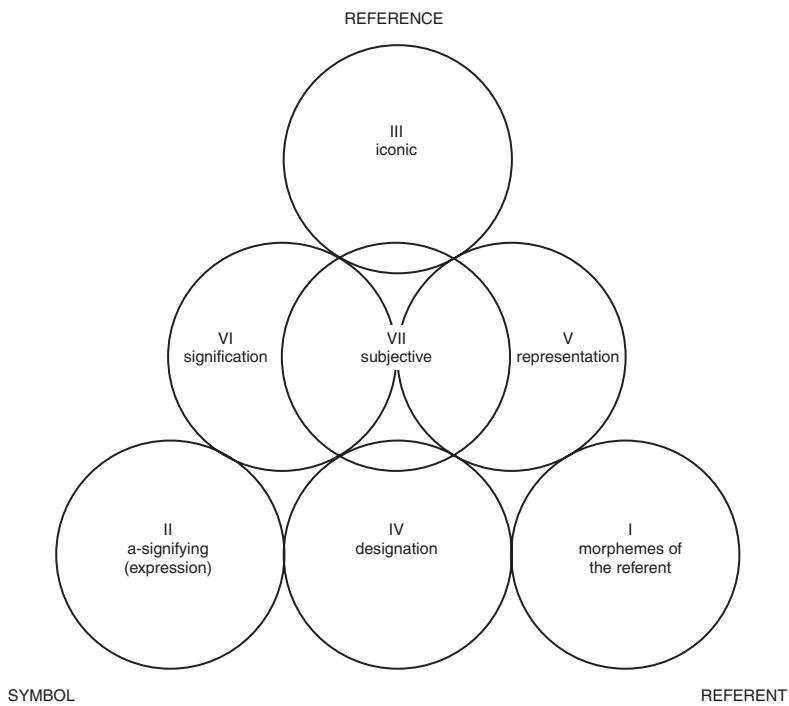 REFERENCE
III
iconic
VI
signification
VII
subjective
V
representation
II
a-signifying
(expression)
IV
designation
I
morphemes of
the referent
SYMBOL
REFERENT